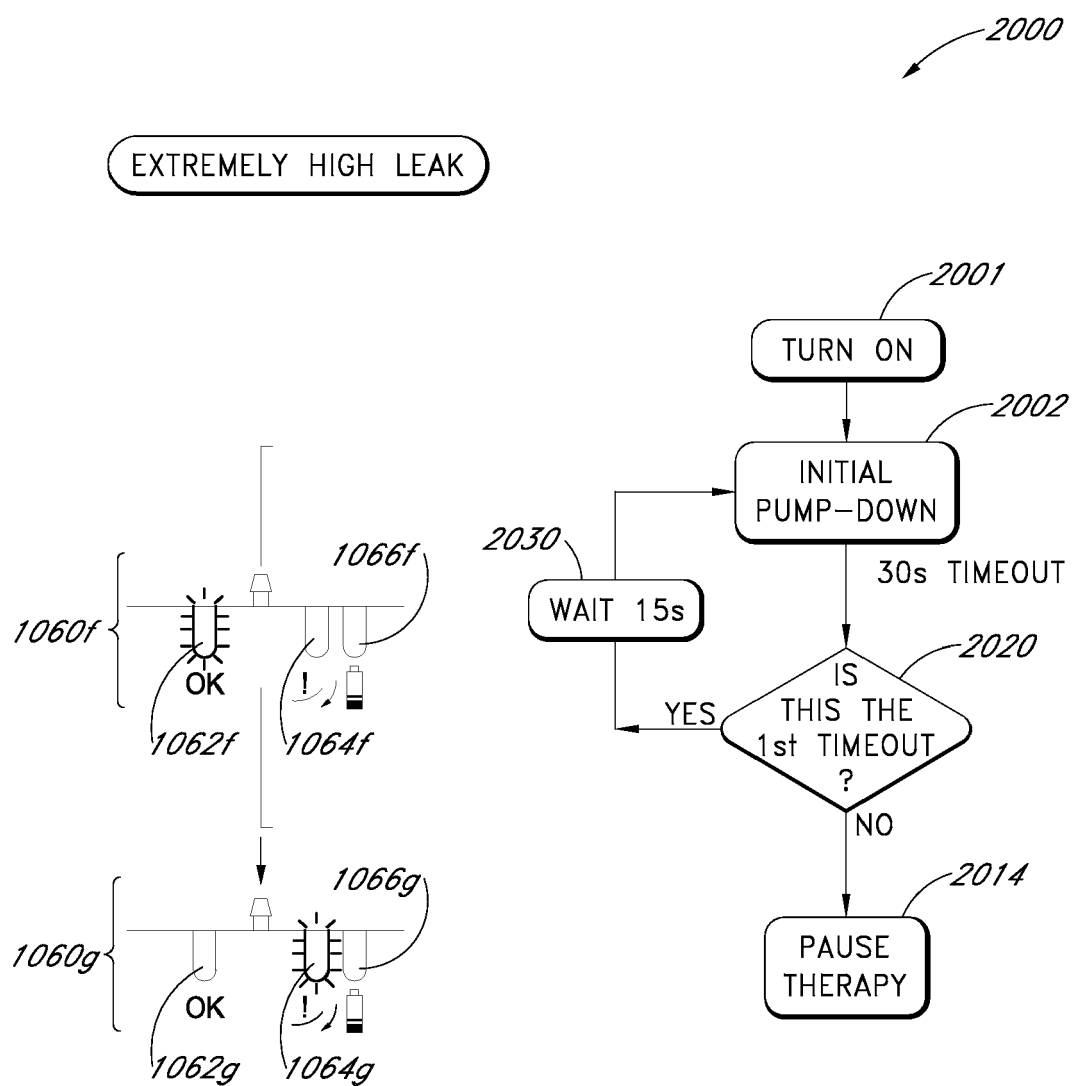 2000
EXTREMELY HIGH LEAK
2001
TURN ON
2002
INITIAL
PUMP-DOWN
30s TIMEOUT
2030
WAIT 15s
2020
IS
THIS THE
1st TIMEOUT
?
YES
NO
2014
PAUSE
THERAPY
1066f
1060f
OK
!
1062f
1064f
1066g
1060g
OK
!
1062g
1064g